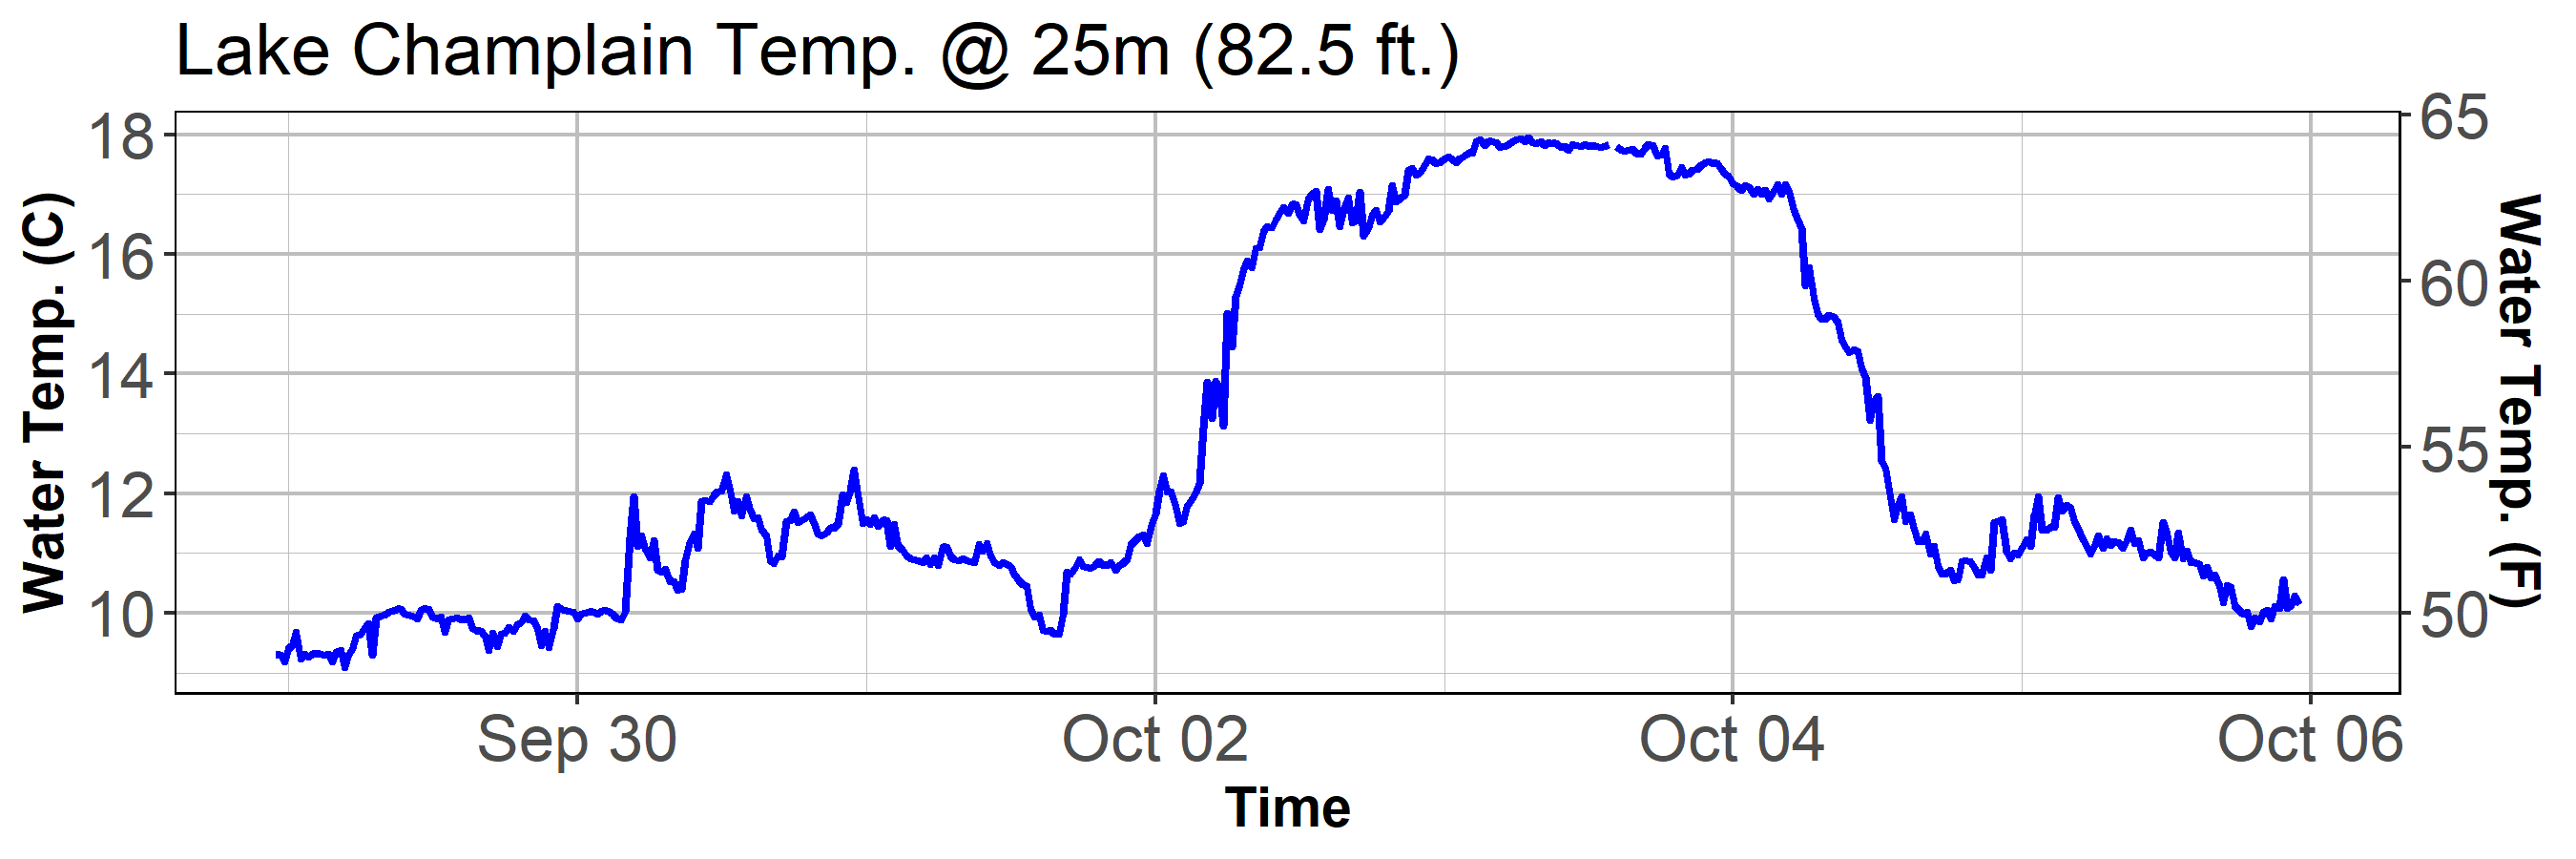 Lake Champlain Temp. @ 25m (82.5 ft.)
Water Temp. (C)
18
16
14
12
10
65
60
55
50
Water Temp. (F)
Sep 30 Oct 02 Oct 04 Oct 06
Time